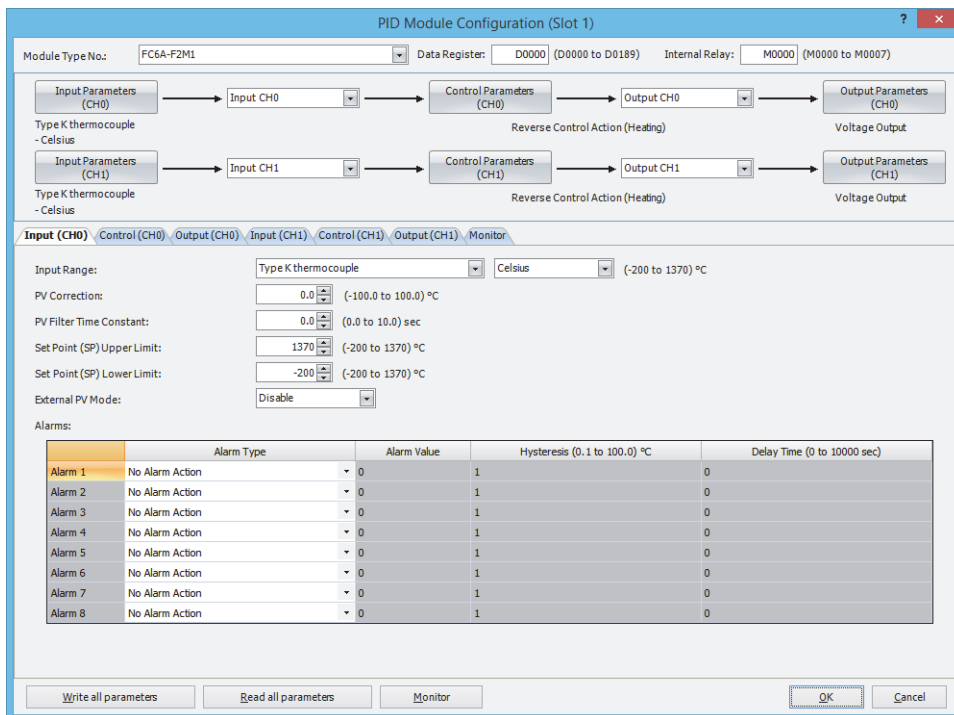 PID Module Configuration (Slot 1)
? ×
Module Type No.: FC6A-F2M1 Data Register: D0000 (D0000 to D0189) Internal Relay: M0000 (M0000 to M0007)
Input Parameters (CH0) Input CH0 Control Parameters (CH0) Output CH0 Output Parameters (CH0)
Type K thermocouple
- Celsius
Reverse Control Action (Heating) Voltage Output
Input Parameters (CH1) Input CH1 Control Parameters (CH1) Output CH1 Output Parameters (CH1)
Type K thermocouple
- Celsius
Reverse Control Action (Heating) Voltage Output
Input (CH0) Control (CH0) Output (CH0) Input (CH1) Control (CH1) Output (CH1) Monitor
Input Range: Type K thermocouple Celsius (-200 to 1370) ºC
PV Correction: 0.0 (-100.0 to 100.0) ºC
PV Filter Time Constant: 0.0 (0.0 to 10.0) sec
Set Point (SP) Upper Limit: 1370 (-200 to 1370) ºC
Set Point (SP) Lower Limit: -200 (-200 to 1370) ºC
External PV Mode: Disable
Alarms:
Alarm Type Alarm Value Hysteresis (0.1 to 100.0) ºC Delay Time (0 to 10000 sec)
Alarm 1 No Alarm Action 0 1 0
Alarm 2 No Alarm Action 0 1 0
Alarm 3 No Alarm Action 0 1 0
Alarm 4 No Alarm Action 0 1 0
Alarm 5 No Alarm Action 0 1 0
Alarm 6 No Alarm Action 0 1 0
Alarm 7 No Alarm Action 0 1 0
Alarm 8 No Alarm Action 0 1 0
Write all parameters Read all parameters Monitor OK Cancel